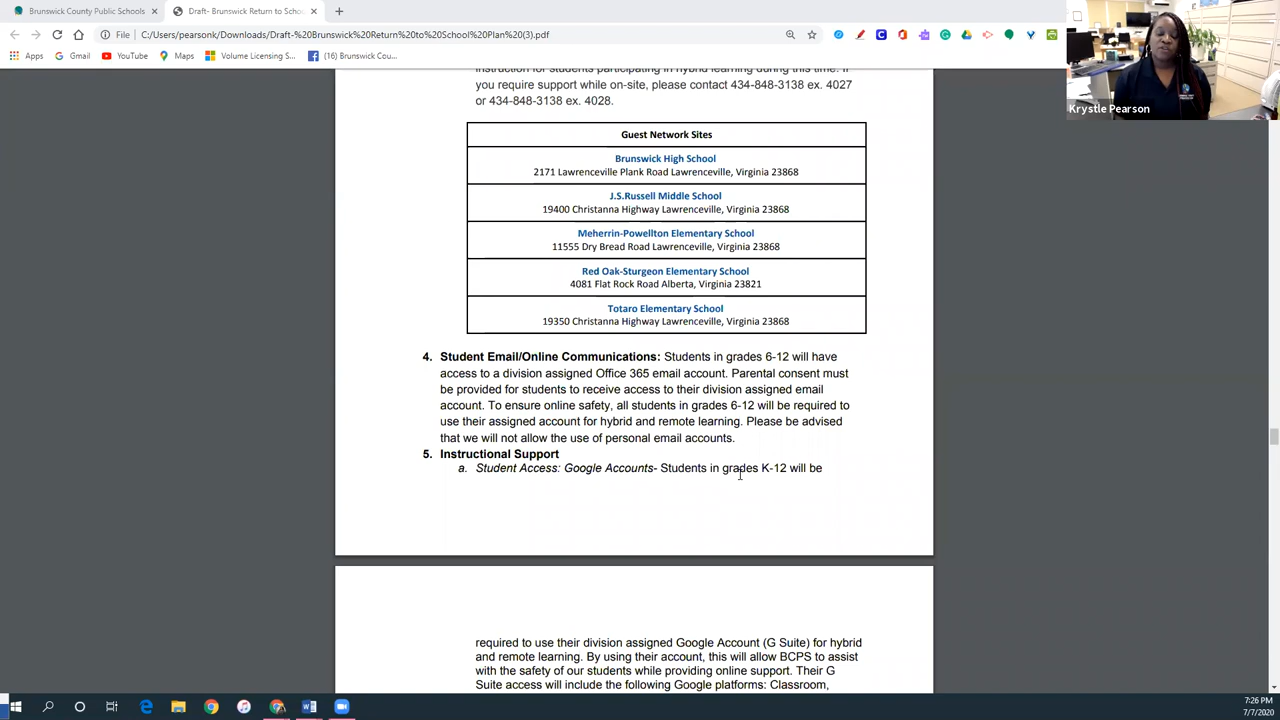 Brunswick County Public Schools
Draft- Brunswick Return to Schoo
File
C:/Users/pearsonk/Downloads/Draft-%20Brunswick%20Return%20to%20School%20Plan%20(3).pdf
Apps
Gmail
YouTube
Maps
Volume Licensing S...
(16) Brunswick Cou...
Krystle Pearson
instruction for students participating in hybrid learning during this time. If
you require support while on-site, please contact 434-848-3138 ex. 4027
or 434-848-3138 ex. 4028.
Guest Network Sites
Brunswick High School
2171 Lawrenceville Plank Road Lawrenceville, Virginia 23868
J.S.Russell Middle School
19400 Christanna Highway Lawrenceville, Virginia 23868
Meherrin-Powellton Elementary School
11555 Dry Bread Road Lawrenceville, Virginia 23868
Red Oak-Sturgeon Elementary School
4081 Flat Rock Road Alberta, Virginia 23821
Totaro Elementary School
19350 Christanna Highway Lawrenceville, Virginia 23868
4. Student Email/Online Communications: Students in grades 6-12 will have
access to a division assigned Office 365 email account. Parental consent must
be provided for students to receive access to their division assigned email
account. To ensure online safety, all students in grades 6-12 will be required to
use their assigned account for hybrid and remote learning. Please be advised
that we will not allow the use of personal email accounts.
5. Instructional Support
a. Student Access: Google Accounts- Students in grades K-12 will be
required to use their division assigned Google Account (G Suite) for hybrid
and remote learning. By using their account, this will allow BCPS to assist
with the safety of our students while providing online support. Their G
Suite access will include the following Google platforms: Classroom,
7:26 PM
7/7/2020